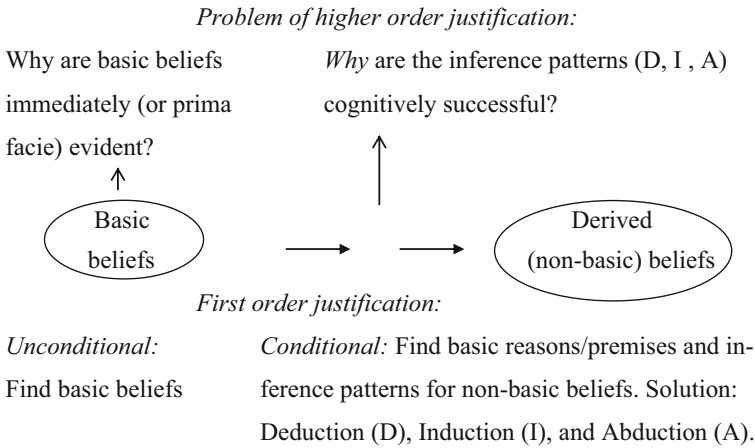 Problem of higher order justification:
Why are basic beliefs
immediately (or prima
facie) evident?
Why are the inference patterns (D, I , A)
cognitively successful?
Basic
beliefs
Derived
(non-basic) beliefs
First order justification:
Unconditional:
Find basic beliefs
Conditional: Find basic reasons/premises and in-
ference patterns for non-basic beliefs. Solution:
Deduction (D), Induction (I), and Abduction (A).